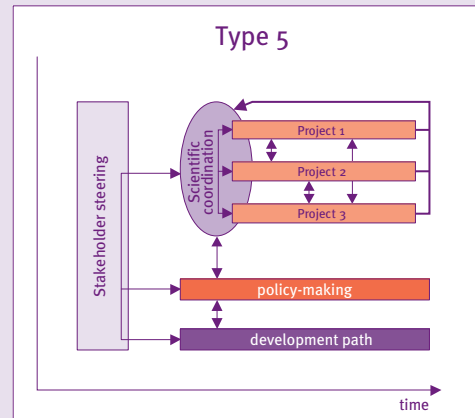 Type 5
Stakeholder steering
Scientific
coordination
Project 1
Project 2
Project 3
policy-making
development path
time